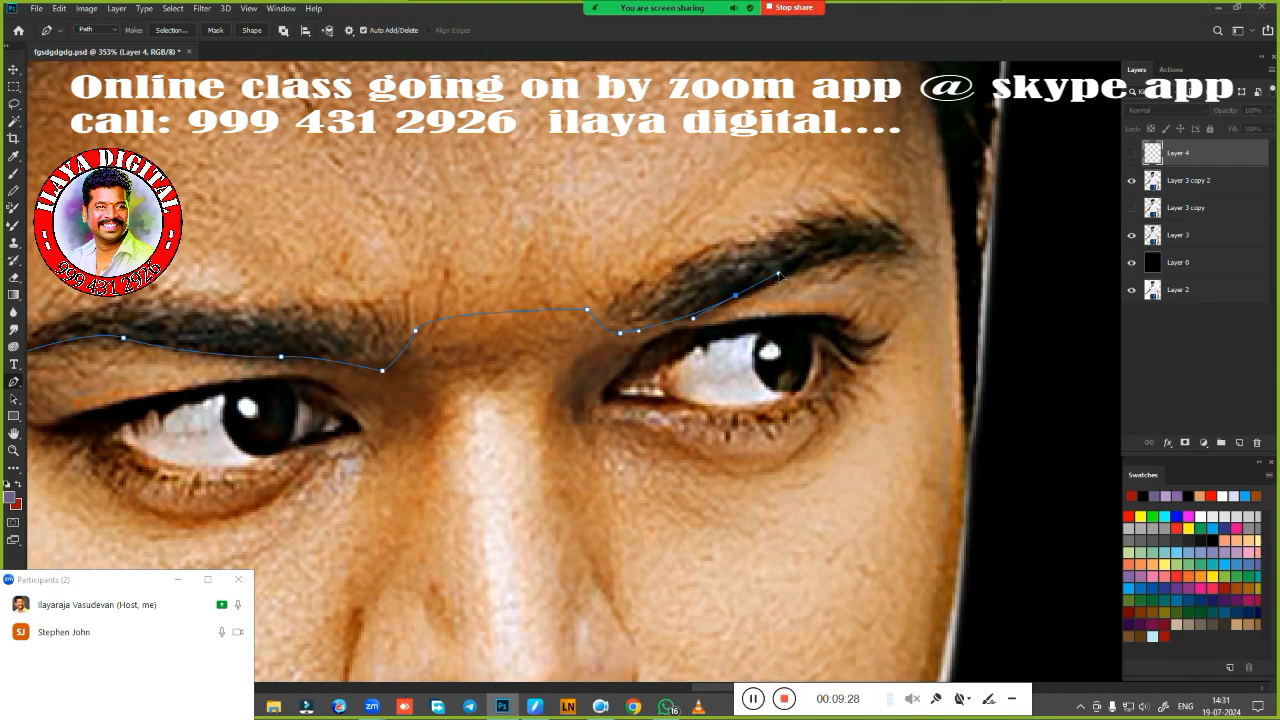 File Edit Image Layer Type Select Filter 3D View Window Help
You are screen sharing
Stop share
Path Makes Selection... Mask Shape Auto Add/Delete Align Edges
fgsdgdgdg.psd @ 353% (Layer 4, RGB/8) *
Online class going on by zoom app @ skype app
call: 999 431 2926 ilaya digital....
ILAYA DIGITAL
999 431 2926
Layers Actions
Normal Opacity: 100%
Lock: Fill: 100%
Layer 4
Layer 3 copy 2
Layer 3 copy
Layer 3
Layer 0
Layer 2
Swatches
Participants (2)
Ilayaraja Vasudevan (Host, me)
SJ Stephen John
00:09:28
ENG
14:31
19-07-2024